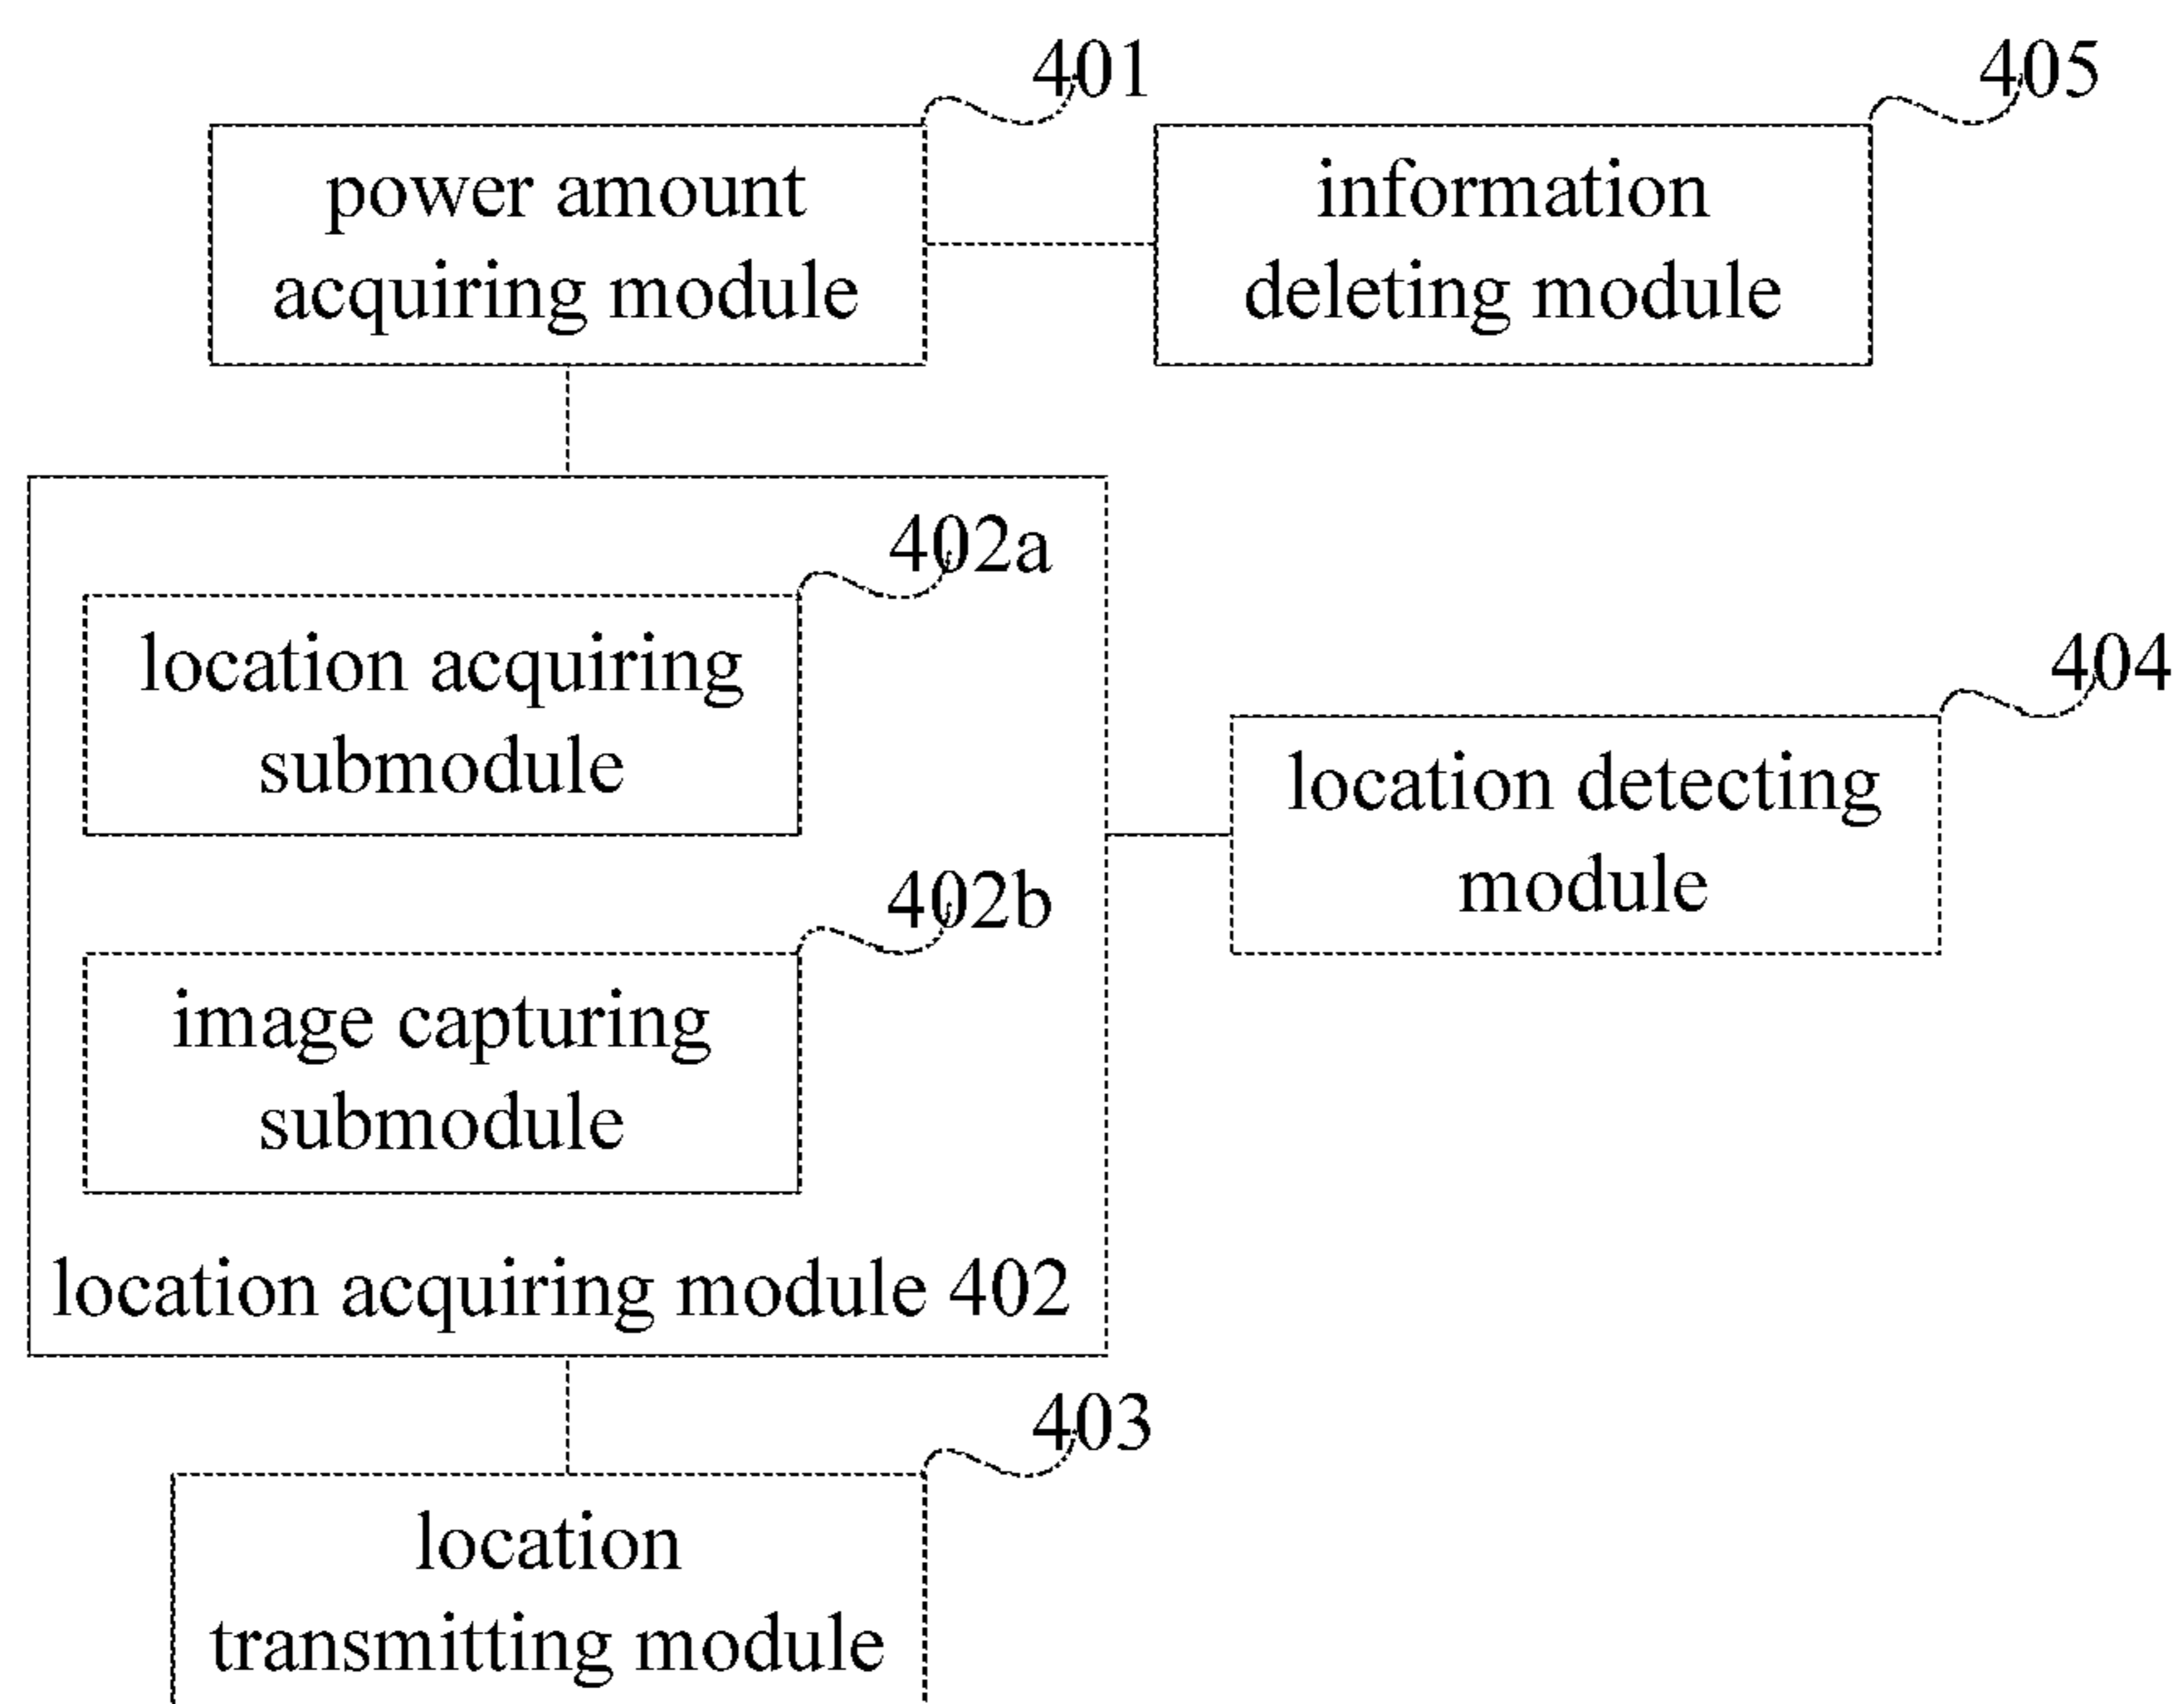 401
power amount
acquiring module
405
information
deleting module
402a
location acquiring
submodule
402b
image capturing
submodule
location acquiring module 402
404
location detecting
module
403
location
transmitting module